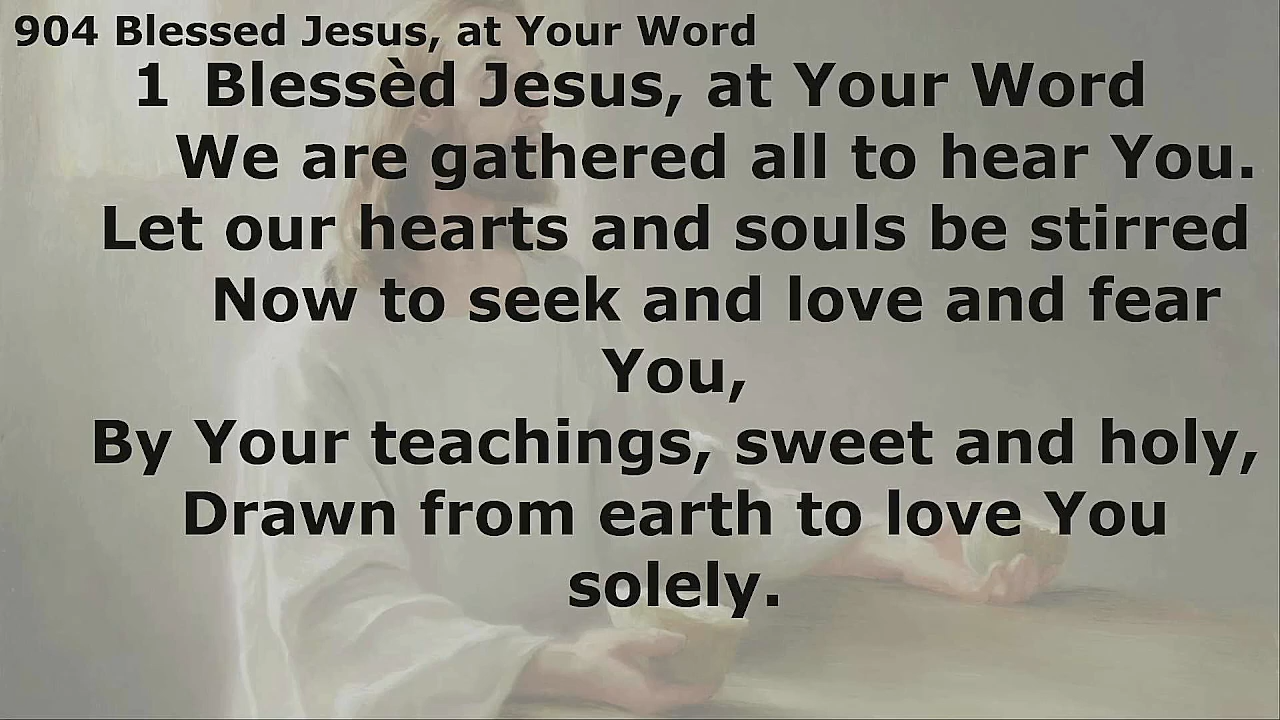 904 Blessed Jesus, at Your Word
1 Blessèd Jesus, at Your Word
We are gathered all to hear You.
Let our hearts and souls be stirred
Now to seek and love and fear
You,
By Your teachings, sweet and holy,
Drawn from earth to love You
solely.